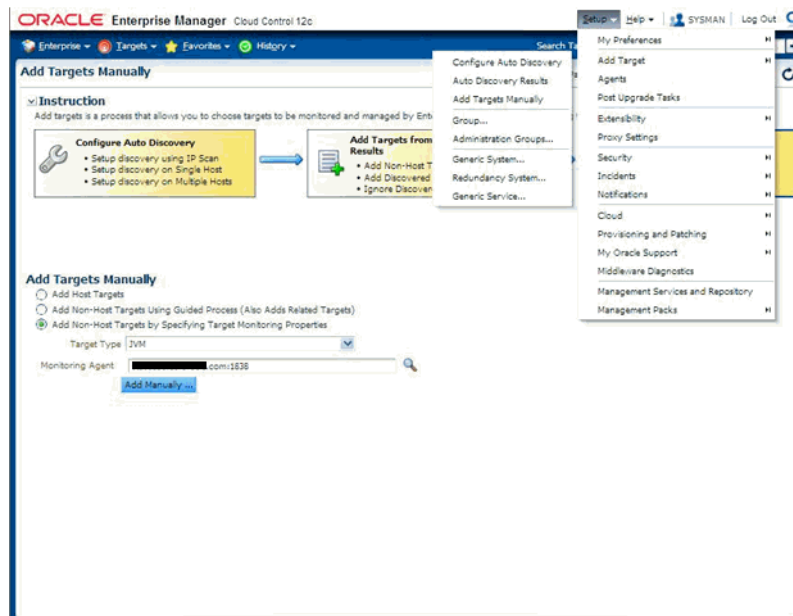 ORACLE Enterprise Manager Cloud Control 12c
Setup Help SYSMAN Log Out
Enterprise Targets Favorites History Search Ta
Add Targets Manually
Instruction
Add targets is a process that allows you to choose targets to be monitored and managed by Ent
Configure Auto Discovery
• Setup discovery using IP Scan
• Setup discovery on Single Host
• Setup discovery on Multiple Hosts
Add Targets from
Results
• Add Non-Host T
• Add Discovered
• Ignore Discover
Configure Auto Discovery
Auto Discovery Results
Add Targets Manually
Group...
Administration Groups...
Generic System...
Redundancy System...
Generic Service...
My Preferences
Add Target
Agents
Post Upgrade Tasks
Extensibility
Proxy Settings
Security
Incidents
Notifications
Cloud
Provisioning and Patching
My Oracle Support
Middleware Diagnostics
Management Services and Repository
Management Packs
Add Targets Manually
Add Host Targets
Add Non-Host Targets Using Guided Process (Also Adds Related Targets)
Add Non-Host Targets by Specifying Target Monitoring Properties
Target Type JVM
Monitoring Agent .com:1838
Add Manually ...